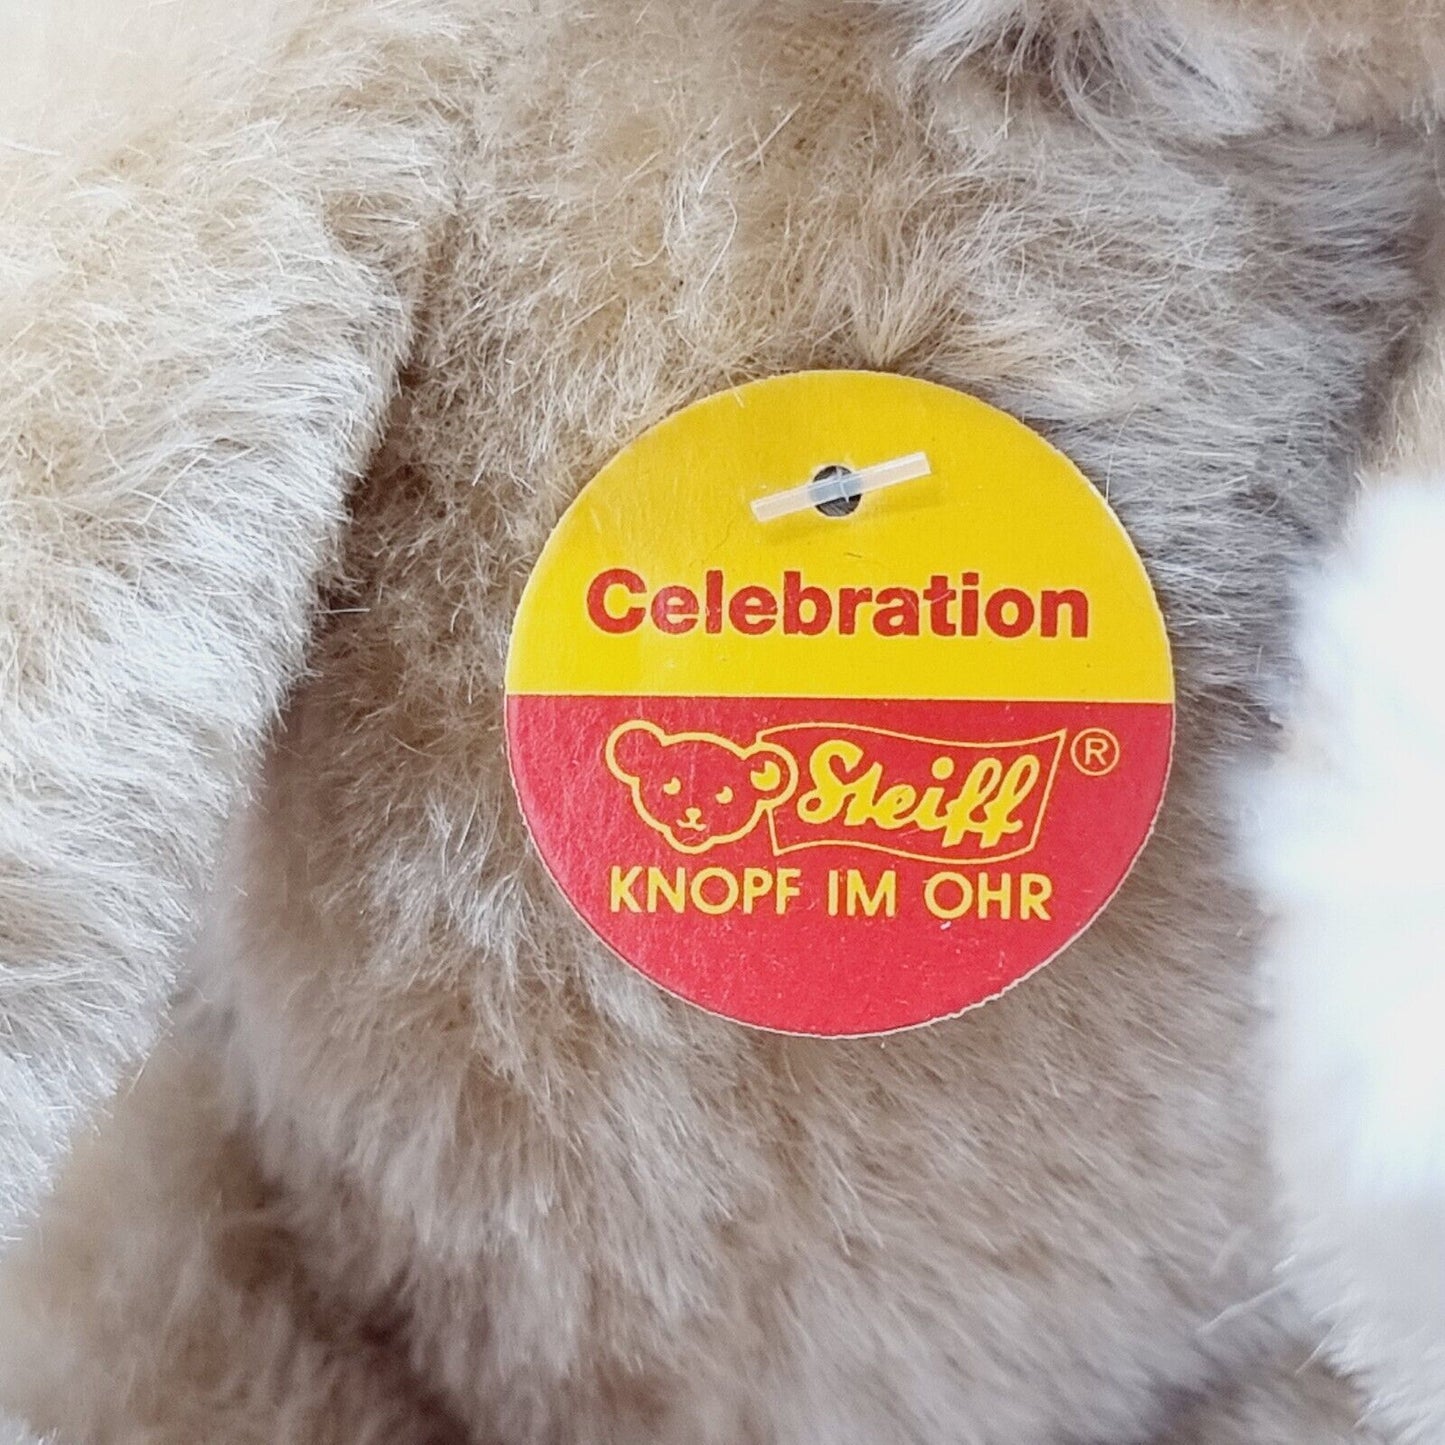 Celebration
Steiff ®
KNOPF IM OHR